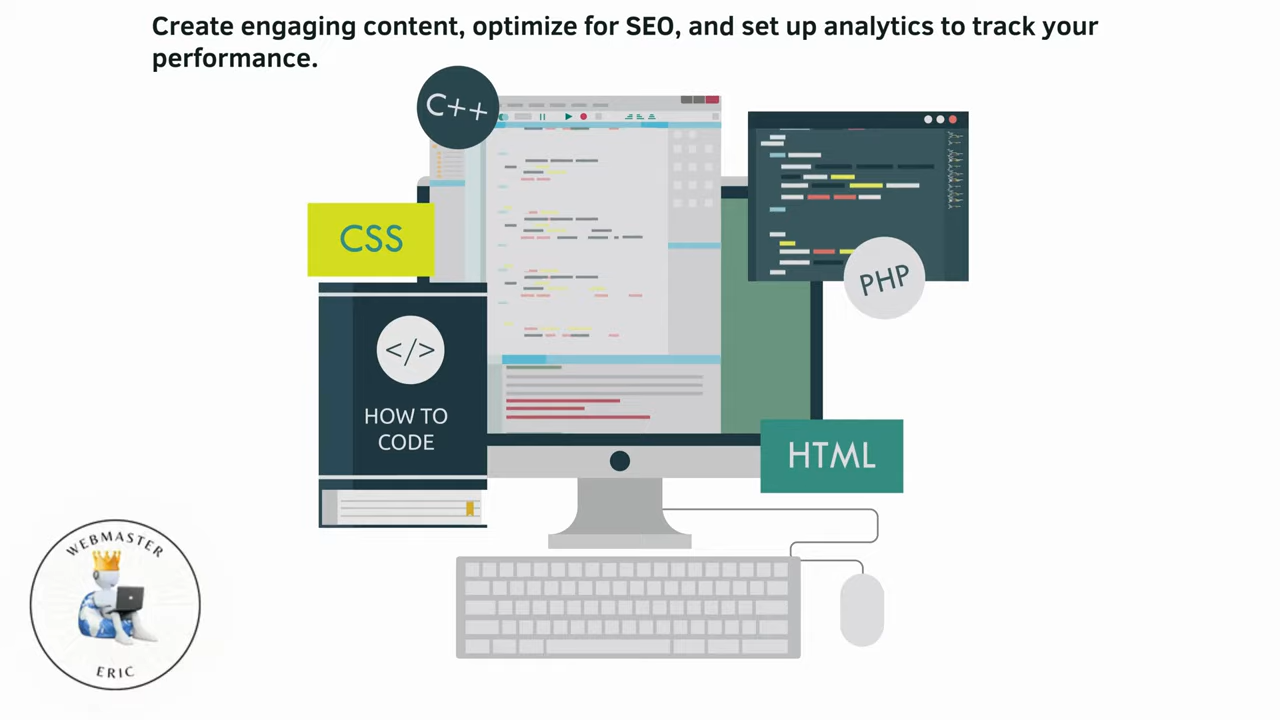 Create engaging content, optimize for SEO, and set up analytics to track your
performance.
C++
CSS
PHP
</>
HOW TO
CODE
HTML
WEBMASTER
ERIC